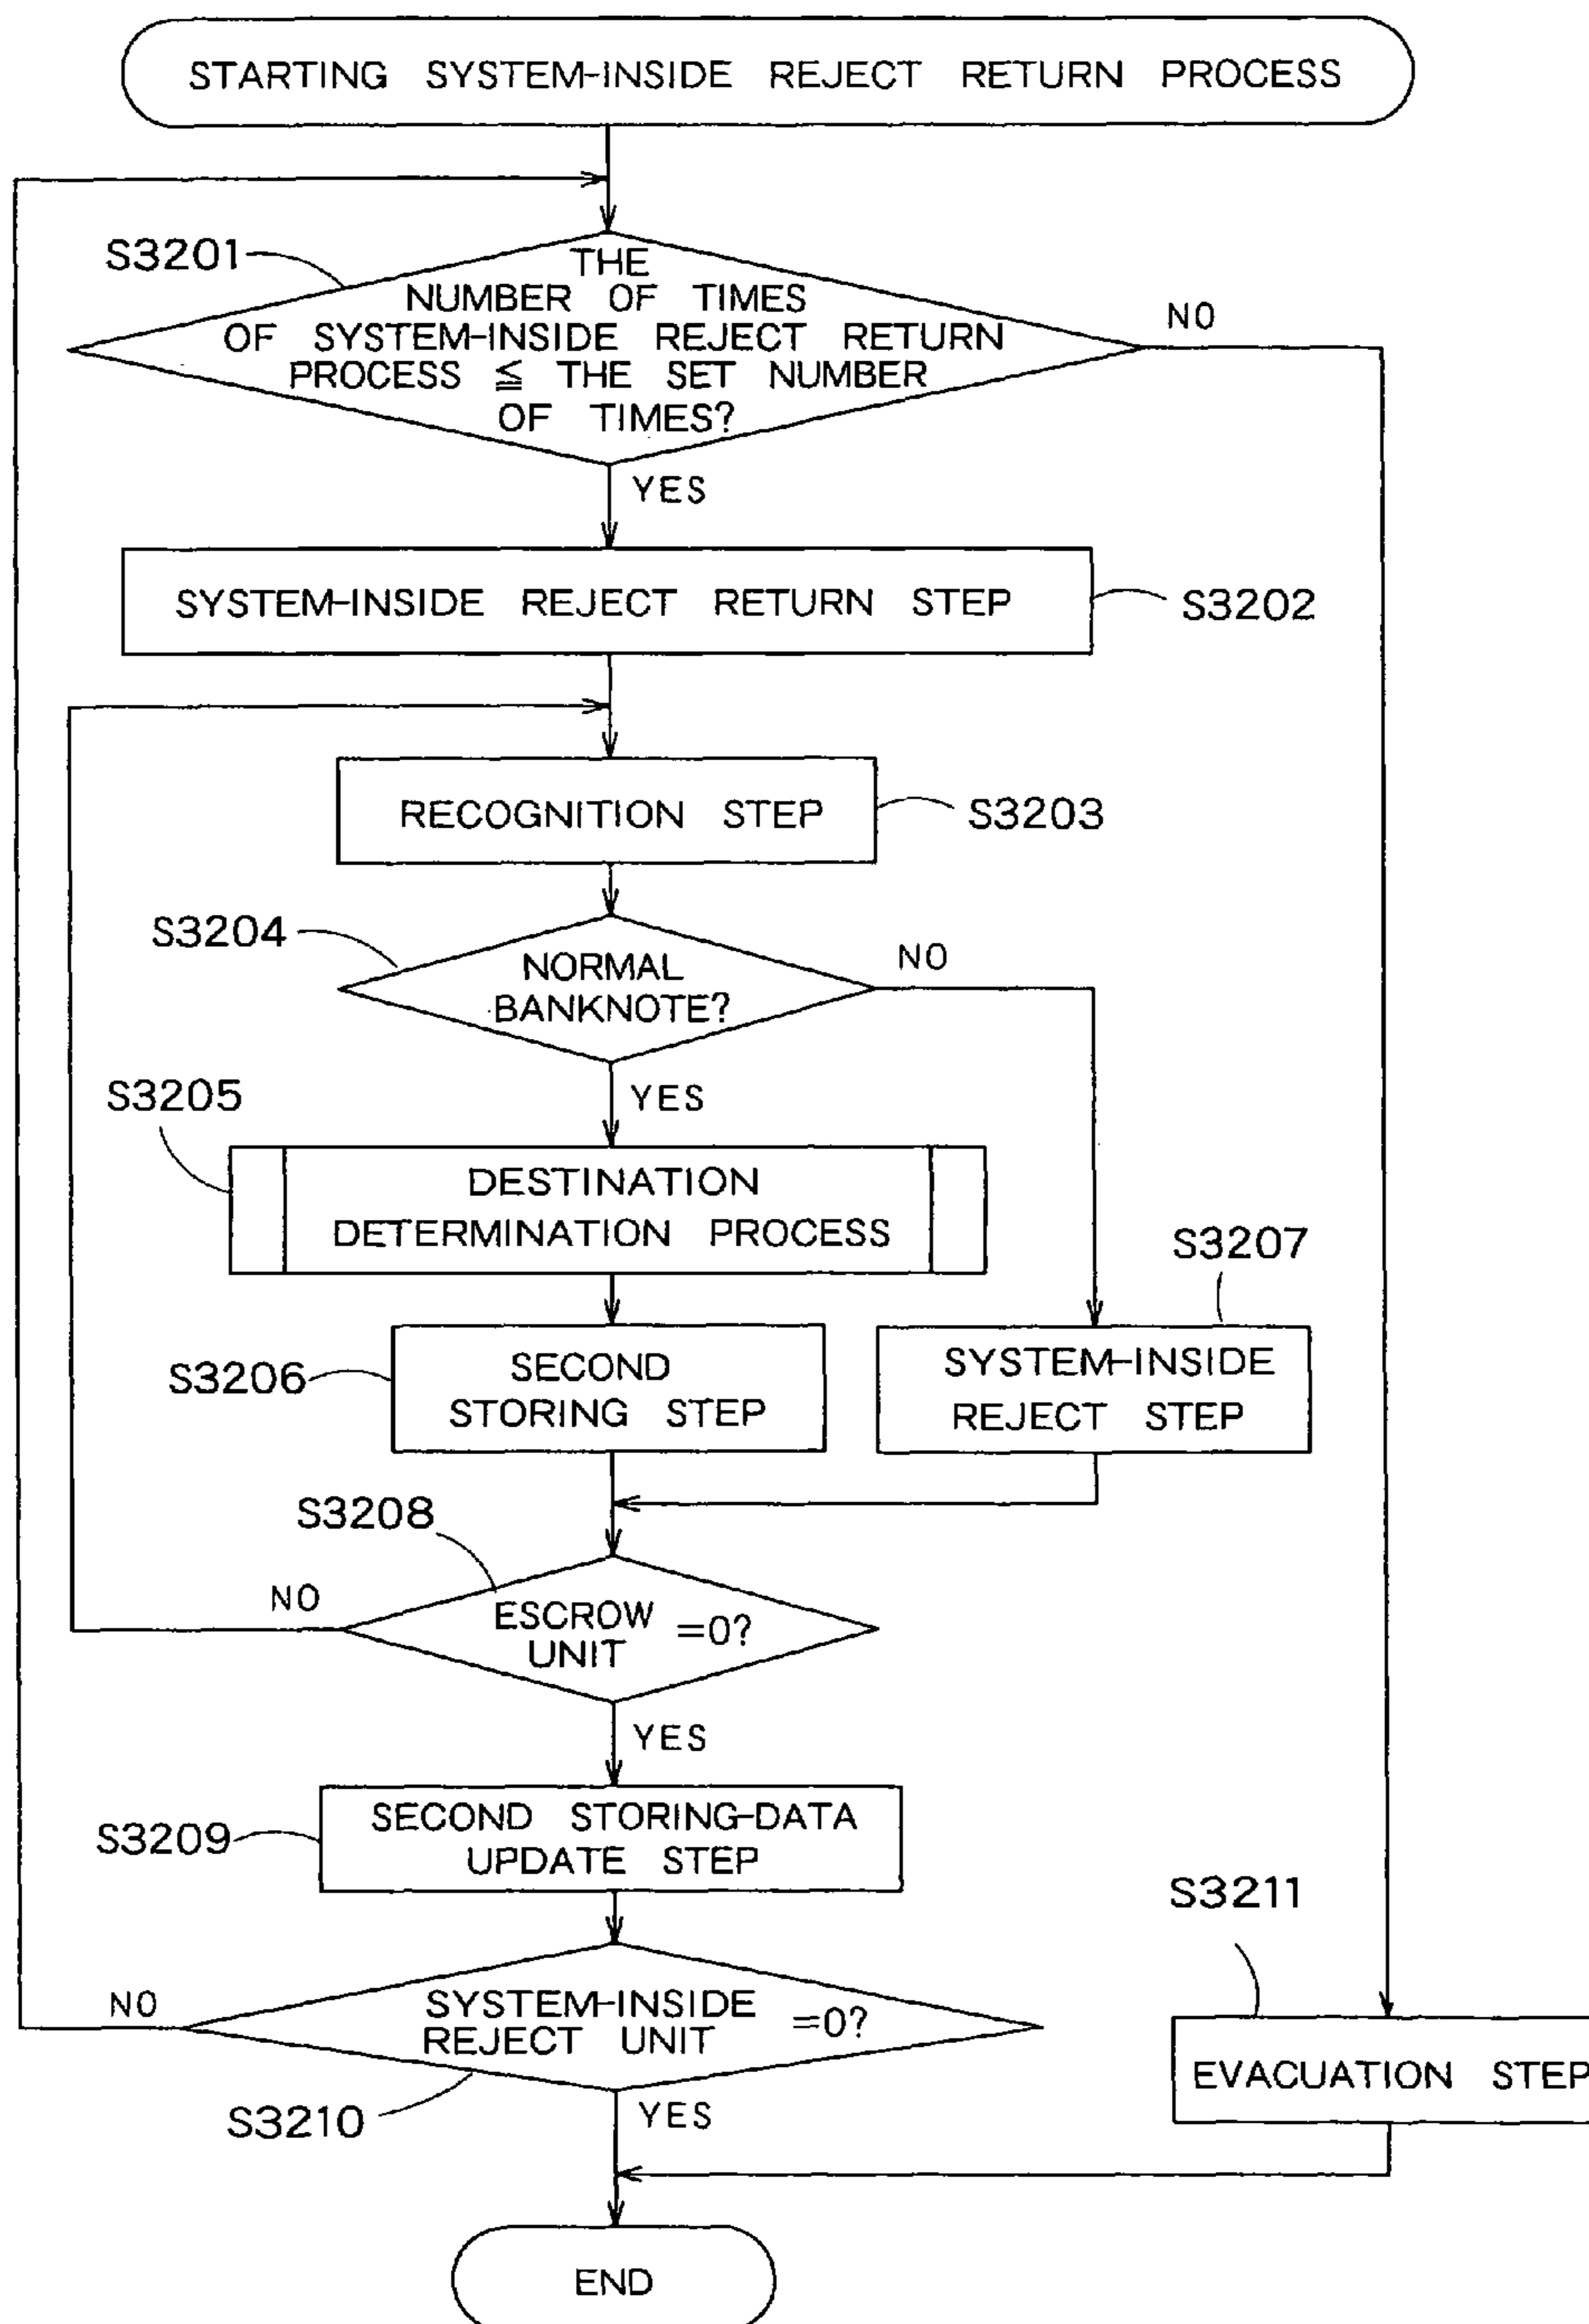 STARTING SYSTEM-INSIDE REJECT RETURN PROCESS
S3201
THE
NUMBER OF TIMES
OF SYSTEM-INSIDE REJECT RETURN
PROCESS ≦ THE SET NUMBER
OF TIMES?
NO
YES
SYSTEM-INSIDE REJECT RETURN STEP
S3202
RECOGNITION STEP
S3203
S3204
NORMAL
BANKNOTE?
NO
YES
S3205
DESTINATION
DETERMINATION PROCESS
S3207
S3206
SECOND
STORING STEP
SYSTEM-INSIDE
REJECT STEP
S3208
NO
ESCROW
UNIT
=0?
YES
S3209
SECOND STORING-DATA
UPDATE STEP
S3211
NO
SYSTEM-INSIDE
REJECT UNIT
=0?
EVACUATION STEP
S3210
YES
END